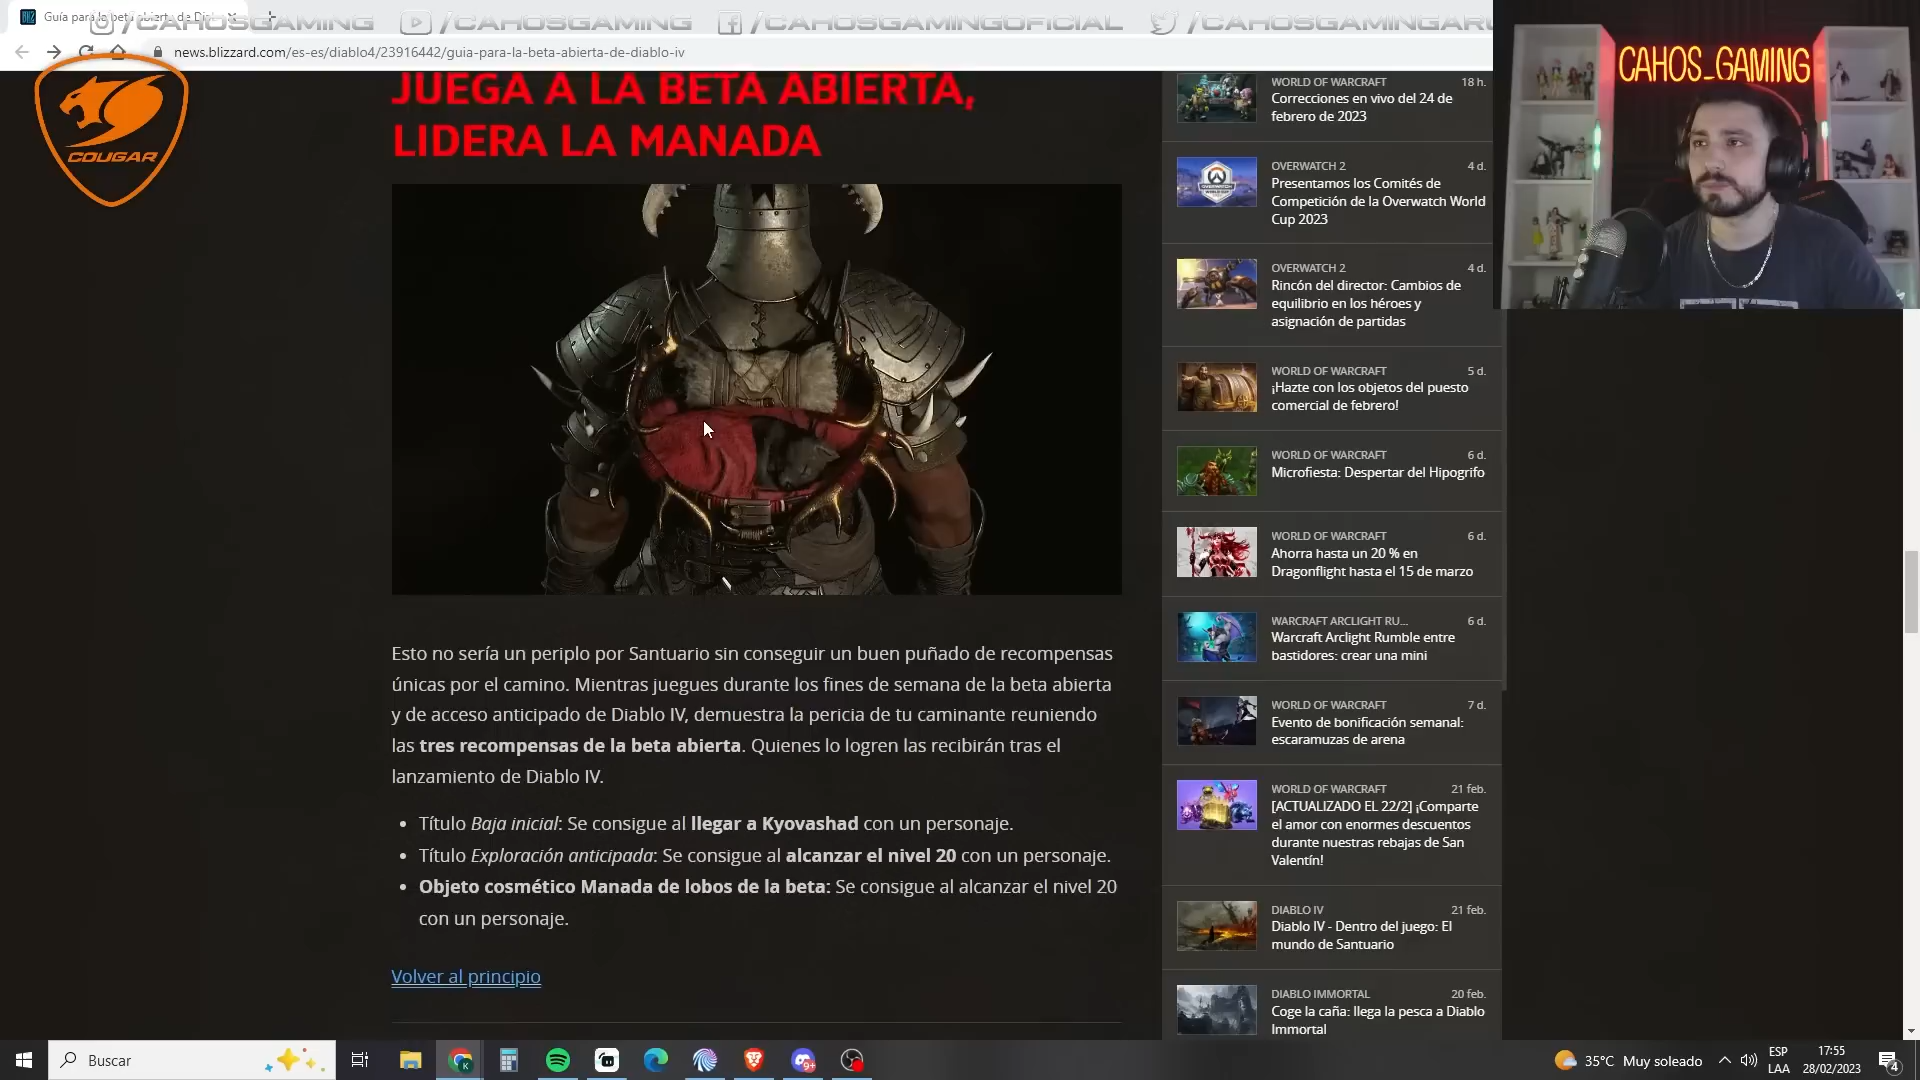 Guía para la beta abierta de Diab
/CAHOSGAMING
/CAHOSGAMING
/CAHOSGAMINGOFICIAL
/CAHOSGAMINGARG
news.blizzard.com/es-es/diablo4/23916442/guia-para-la-beta-abierta-de-diablo-iv
COUGAR
CAHOS_GAMING
JUEGA A LA BETA ABIERTA,
LIDERA LA MANADA
Esto no sería un periplo por Santuario sin conseguir un buen puñado de recompensas
únicas por el camino. Mientras juegues durante los fines de semana de la beta abierta
y de acceso anticipado de Diablo IV, demuestra la pericia de tu caminante reuniendo
las tres recompensas de la beta abierta. Quienes lo logren las recibirán tras el
lanzamiento de Diablo IV.
• Título Baja inicial: Se consigue al llegar a Kyovashad con un personaje.
• Título Exploración anticipada: Se consigue al alcanzar el nivel 20 con un personaje.
• Objeto cosmético Manada de lobos de la beta: Se consigue al alcanzar el nivel 20
con un personaje.
Volver al principio
WORLD OF WARCRAFT 18 h.
Correcciones en vivo del 24 de
febrero de 2023
OVERWATCH 2 4 d.
Presentamos los Comités de
Competición de la Overwatch World
Cup 2023
OVERWATCH 2 4 d.
Rincón del director: Cambios de
equilibrio en los héroes y
asignación de partidas
WORLD OF WARCRAFT 5 d.
¡Hazte con los objetos del puesto
comercial de febrero!
WORLD OF WARCRAFT 6 d.
Microfiesta: Despertar del Hipogrifo
WORLD OF WARCRAFT 6 d.
Ahorra hasta un 20 % en
Dragonflight hasta el 15 de marzo
WARCRAFT ARCLIGHT RU... 6 d.
Warcraft Arclight Rumble entre
bastidores: crear una mini
WORLD OF WARCRAFT 7 d.
Evento de bonificación semanal:
escaramuzas de arena
WORLD OF WARCRAFT 21 feb.
[ACTUALIZADO EL 22/2] ¡Comparte
el amor con enormes descuentos
durante nuestras rebajas de San
Valentín!
DIABLO IV 21 feb.
Diablo IV - Dentro del juego: El
mundo de Santuario
DIABLO IMMORTAL 20 feb.
Coge la caña: llega la pesca a Diablo
Immortal
Buscar
35°C Muy soleado
ESP
LAA
17:55
28/02/2023
4